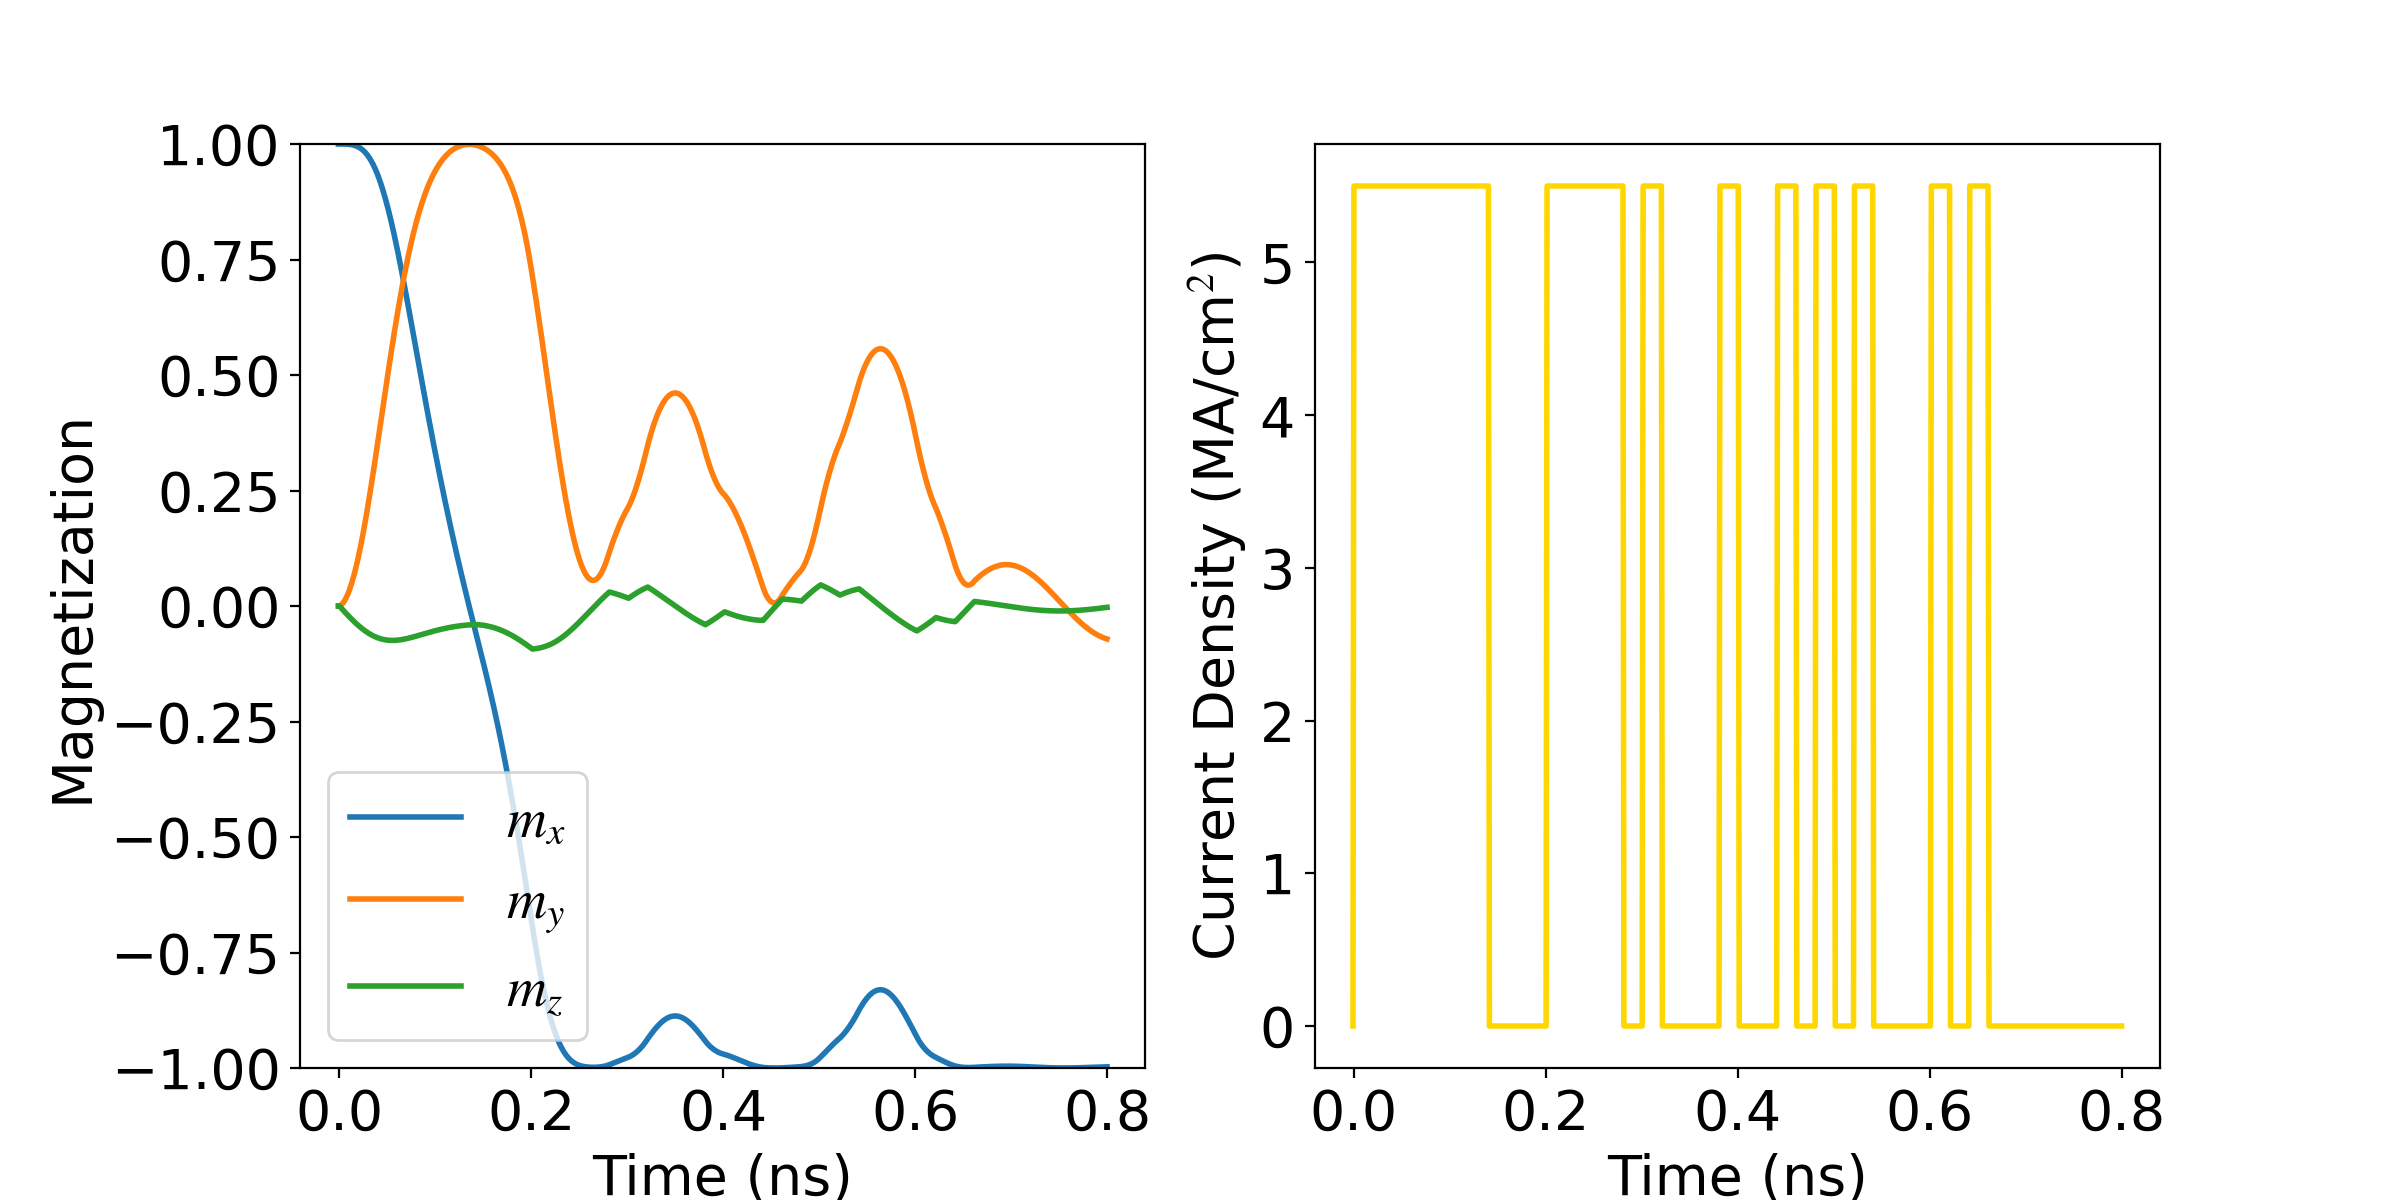 1.00
0.75
0.50
0.25
0.00
−0.25
−0.50
−0.75
−1.00
Magnetization
m_x
m_y
m_z
0.0 0.2 0.4 0.6 0.8
Time (ns)
5
4
3
2
1
0
Current Density (MA/cm²)
0.0 0.2 0.4 0.6 0.8
Time (ns)